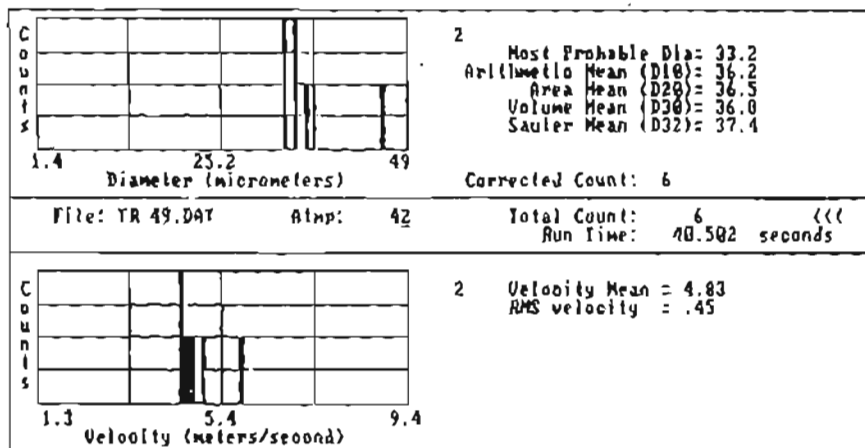 2
Counts
Most Probable Dia= 33.2
Arithmetic Mean (D10)= 36.2
Area Mean (D20)= 36.5
Volume Mean (D30)= 36.8
Sauter Mean (D32)= 37.4
1.4 25.2 49
Diameter (micrometers)
Corrected Count: 6
File: TR 49.DAT Atmp: 42 Total Count: 6 <<<
Run Time: seconds
Counts
2 Velocity Mean = 4.83
RMS velocity = .45
1.3 5.4 9.4
Velocity (meters/second)